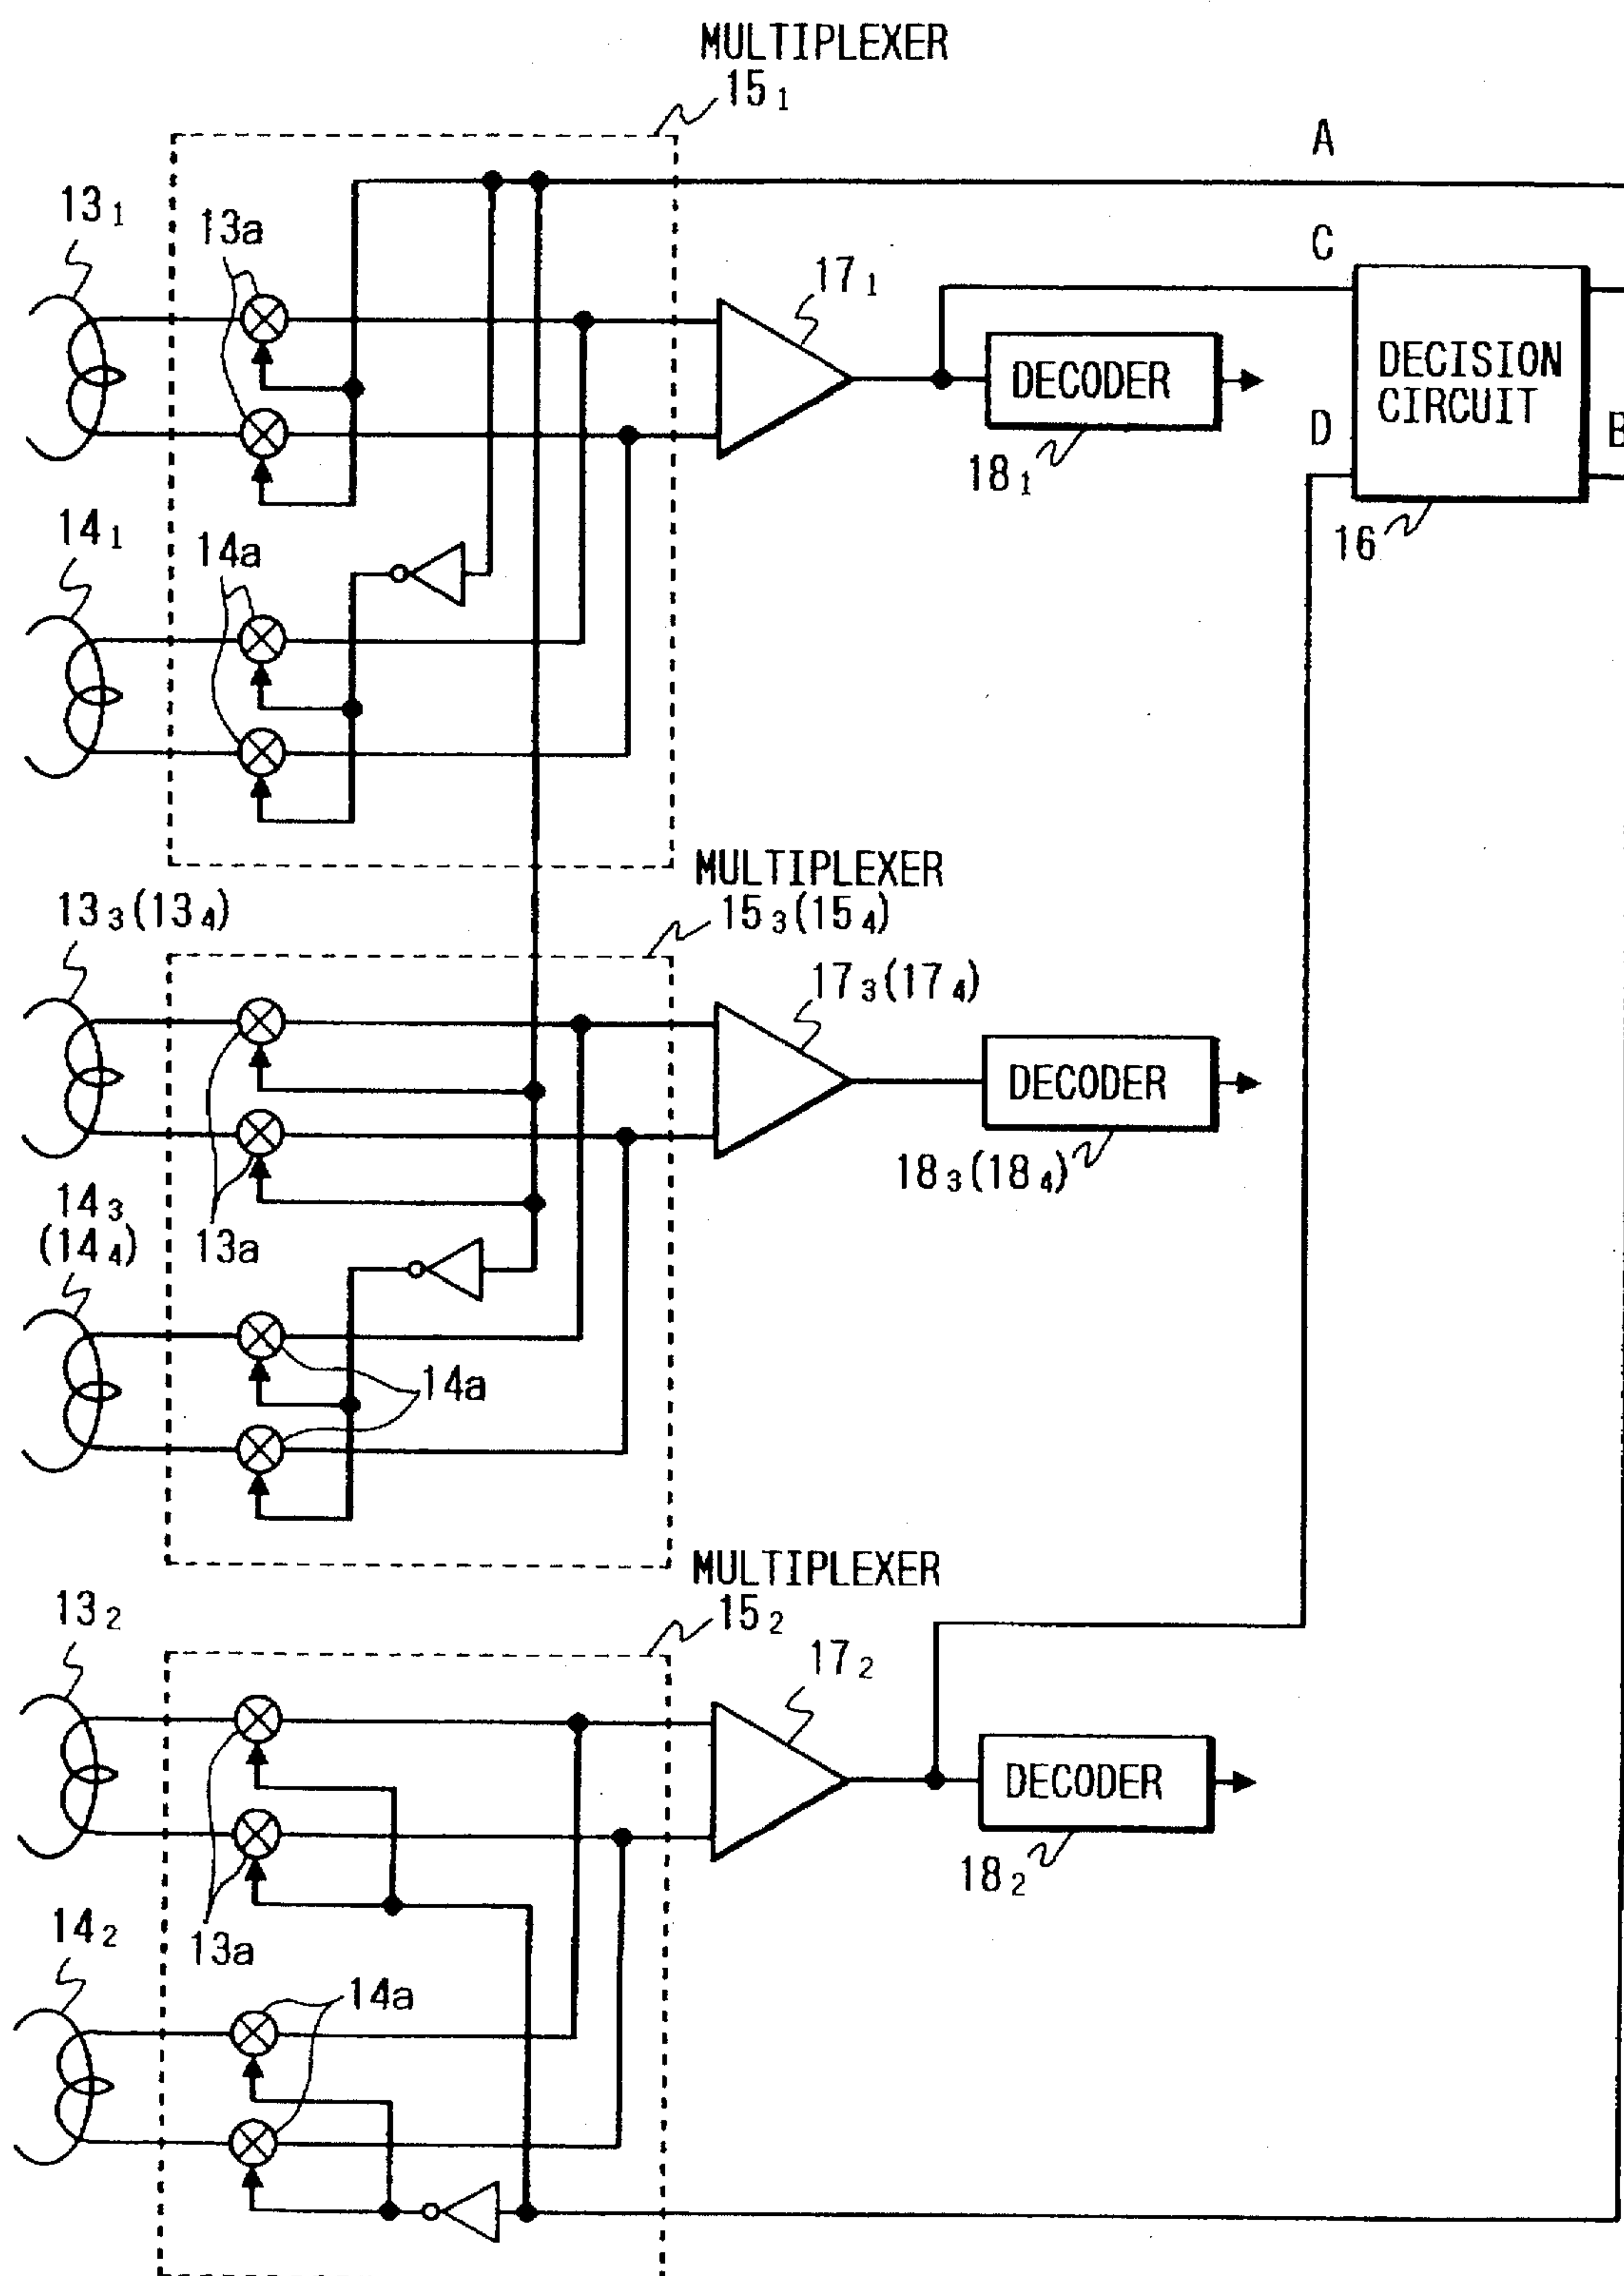 MULTIPLEXER
15₁
A
13₁
13a
C
17₁
DECODER
DECISION
CIRCUIT
D
B
18₁
16
14₁
14a
MULTIPLEXER
15₃(15₄)
13₃(13₄)
17₃(17₄)
DECODER
18₃(18₄)
14₃
(14₄)
13a
14a
MULTIPLEXER
15₂
13₂
17₂
DECODER
18₂
13a
14₂
14a